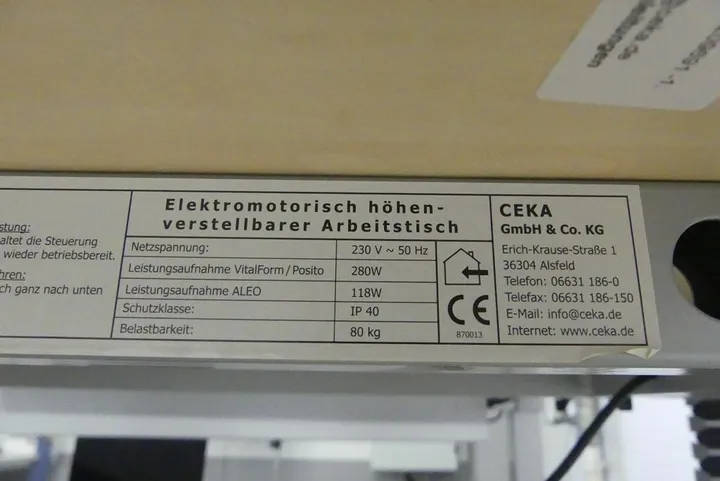 stung:
altet die Steuerung
wieder betriebsbereit.
hren:
ch ganz nach unten
Elektromotorisch höhen-
verstellbarer Arbeitstisch
Netzspannung: 230 V ~ 50 Hz
Leistungsaufnahme VitalForm / Posito 280W
Leistungsaufnahme ALEO 118W
Schutzklasse: IP 40
Belastbarkeit: 80 kg
CE
870013
CEKA
GmbH & Co. KG
Erich-Krause-Straße 1
36304 Alsfeld
Telefon: 06631 186-0
Telefax: 06631 186-150
E-Mail: info@ceka.de
Internet: www.ceka.de